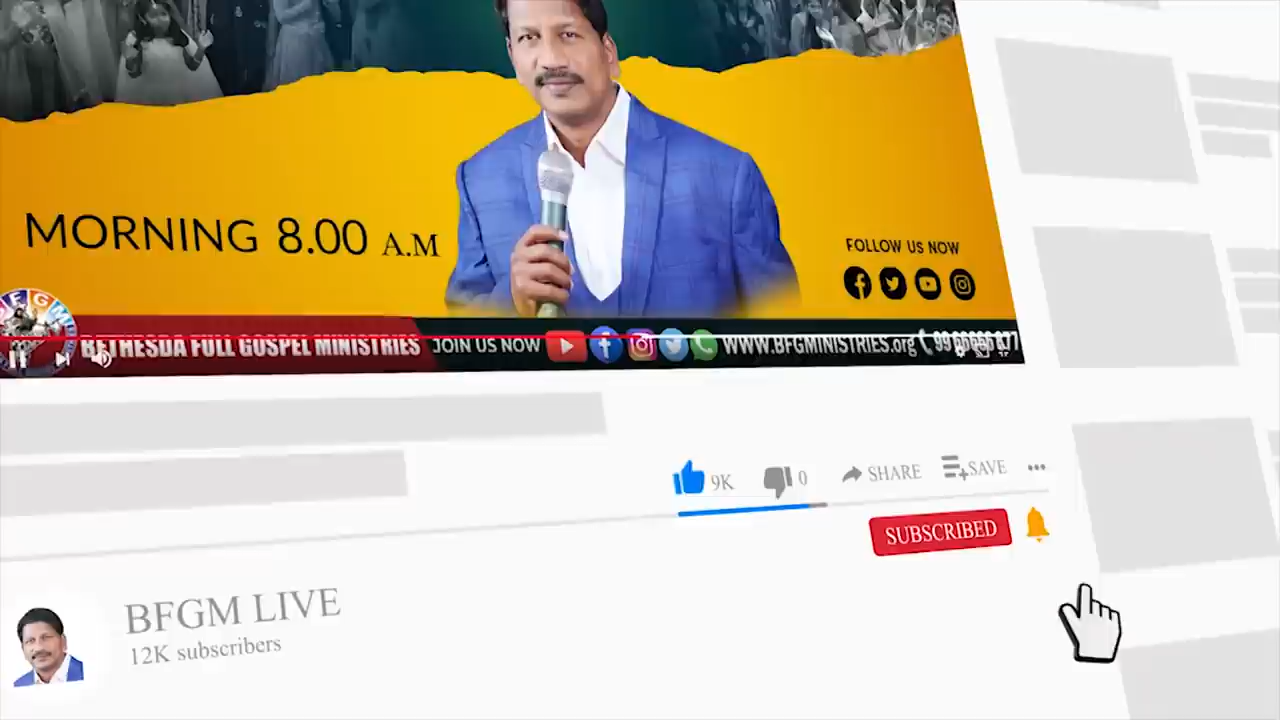 MORNING 8.00 A.M
FOLLOW US NOW
BFGM
BETHESDA FULL GOSPEL MINISTRIES JOIN US NOW WWW.BFGMINISTRIES.org
9K 0 SHARE SAVE
SUBSCRIBED
BFGM LIVE
12K subscribers